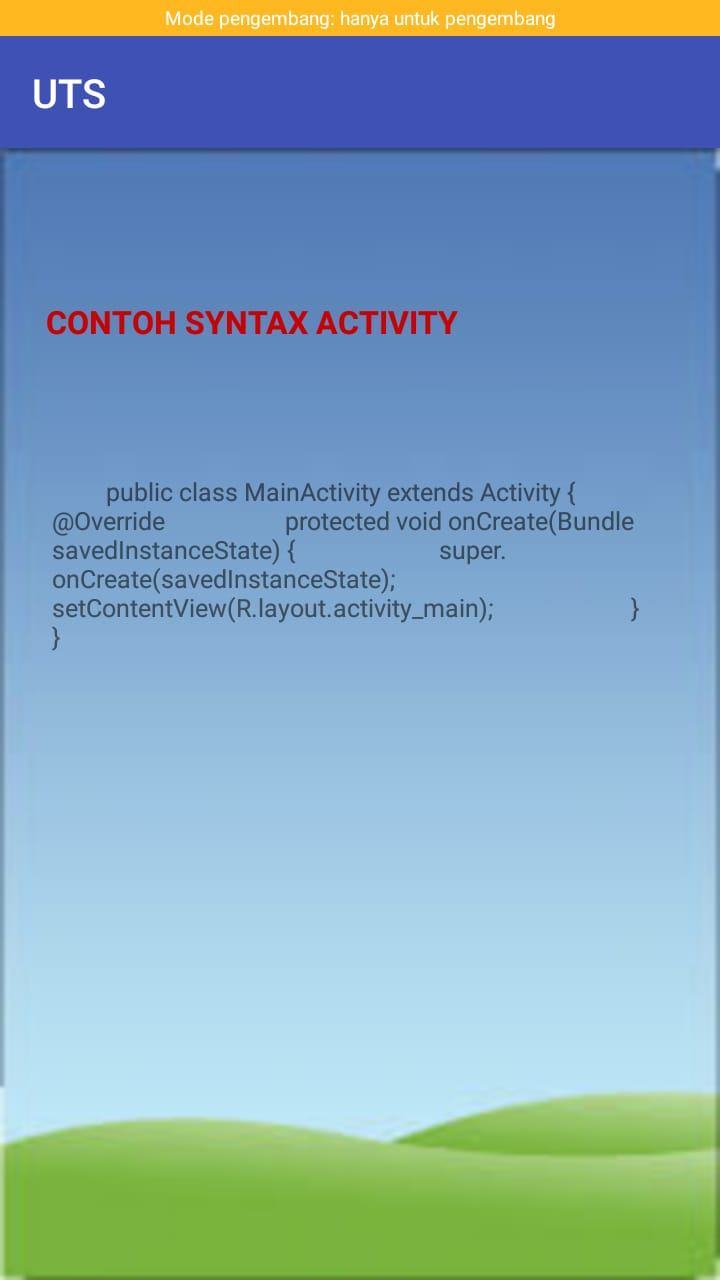 Mode pengembang: hanya untuk pengembang
UTS
CONTOH SYNTAX ACTIVITY
public class MainActivity extends Activity {
@Override protected void onCreate(Bundle
savedInstanceState) { super.
onCreate(savedInstanceState);
setContentView(R.layout.activity_main); }
}